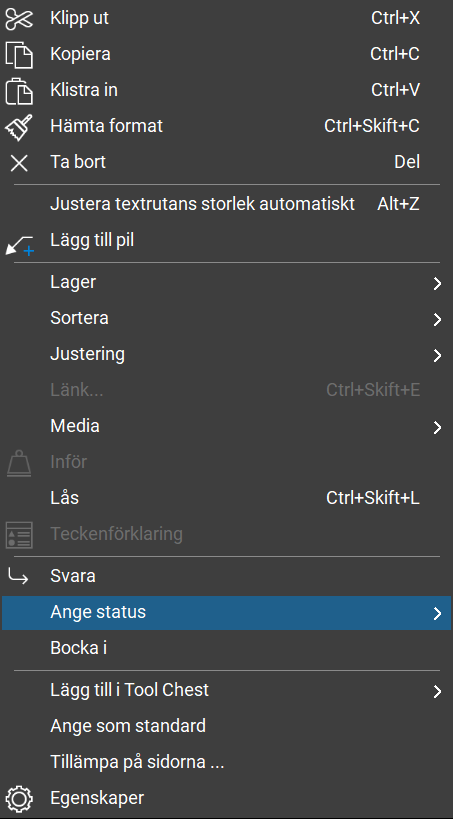 Klipp ut Ctrl+X
Kopiera Ctrl+C
Klistra in Ctrl+V
Hämta format Ctrl+Skift+C
Ta bort Del
Justera textrutans storlek automatiskt Alt+Z
Lägg till pil
Lager
Sortera
Justering
Länk... Ctrl+Skift+E
Media
Inför
Lås Ctrl+Skift+L
Teckenförklaring
Svara
Ange status
Bocka i
Lägg till i Tool Chest
Ange som standard
Tillämpa på sidorna ...
Egenskaper